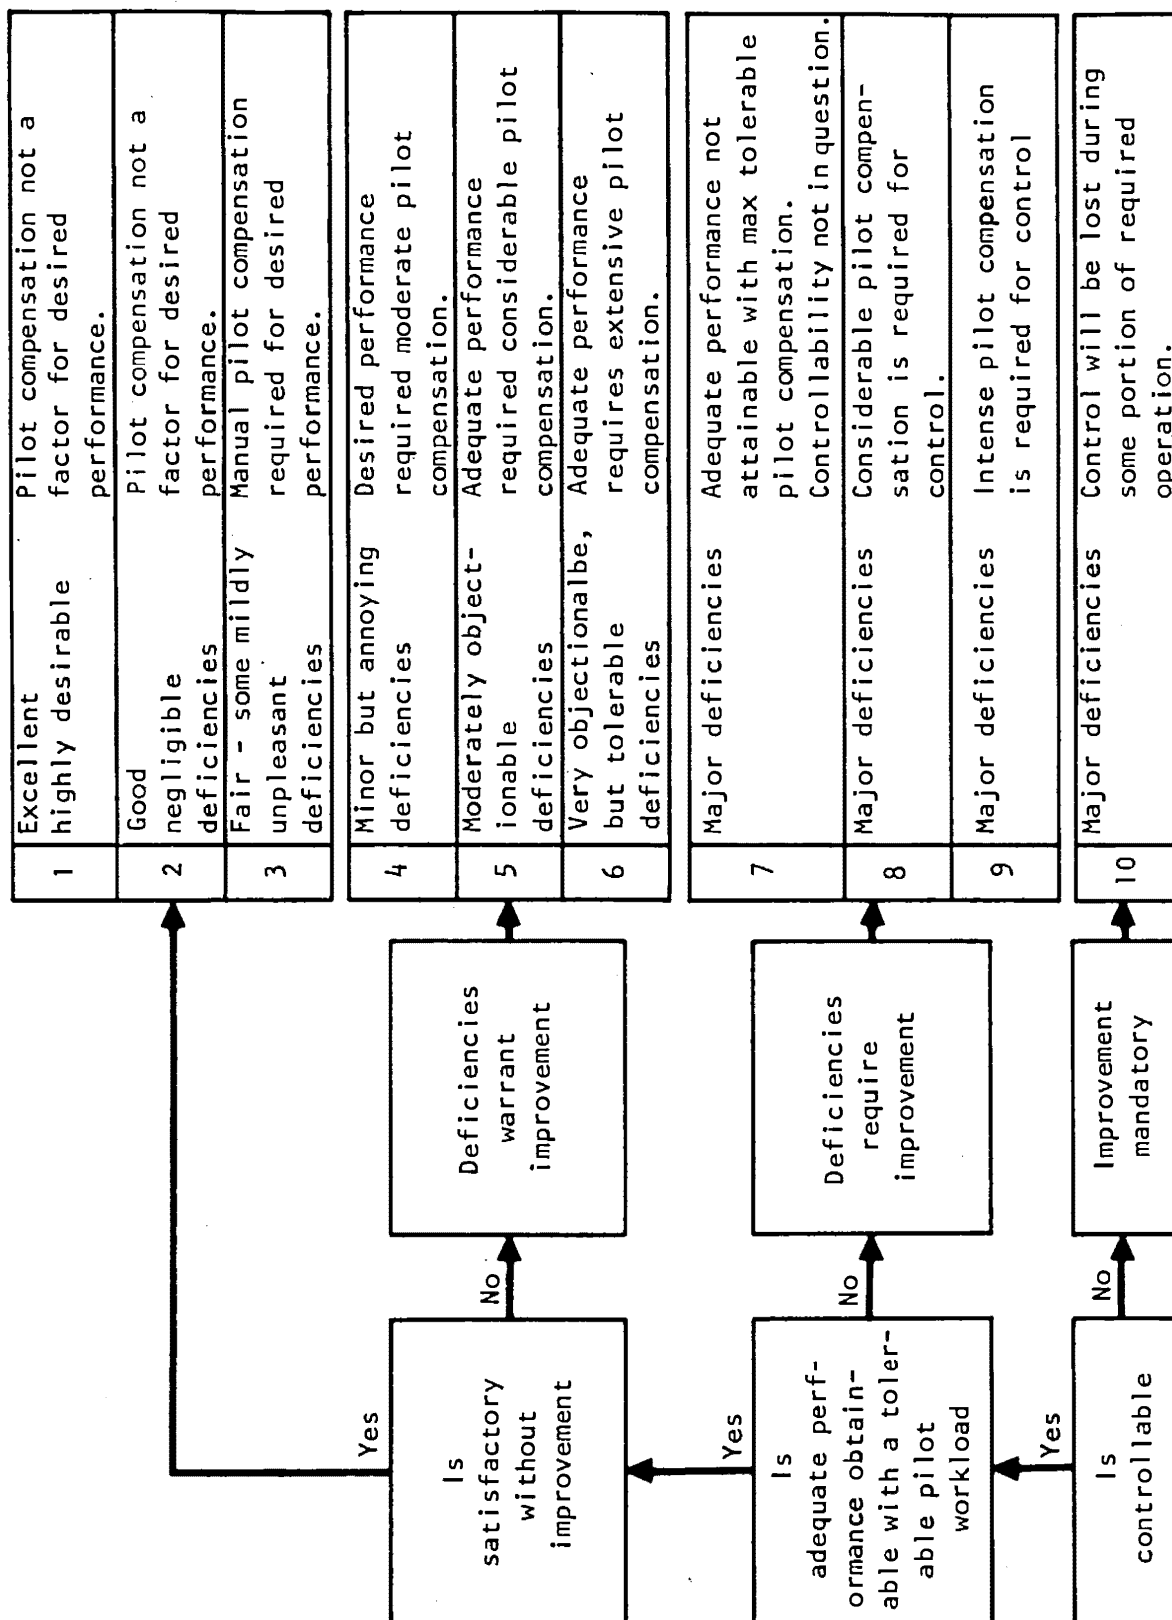 Excellent
highly desirable
Pilot compensation not a
factor for desired
performance.
1
Good
negligible
deficiencies
Pilot compensation not a
factor for desired
performance.
2
Fair - some mildly
unpleasant
deficiencies
Manual pilot compensation
required for desired
performance.
3
Minor but annoying
deficiencies
Desired performance
required moderate pilot
compensation.
4
Moderately object-
ionable
deficiencies
Adequate performance
required considerable pilot
compensation.
5
Very objectionalbe,
but tolerable
deficiencies
Adequate performance
requires extensive pilot
compensation.
6
Major deficiencies
Adequate performance not
attainable with max tolerable
pilot compensation.
Controllability not in question.
7
Major deficiencies
Considerable pilot compen-
sation is required for
control.
8
Major deficiencies
Intense pilot compensation
is required for control
9
Major deficiencies
Control will be lost during
some portion of required
operation.
10
Deficiencies
warrant
improvement
Deficiencies
require
improvement
Improvement
mandatory
No
No
No
Yes
Is
satisfactory
without
improvement
Yes
Is
adequate perf-
ormance obtain-
able with a toler-
able pilot
workload
Yes
Is
controllable